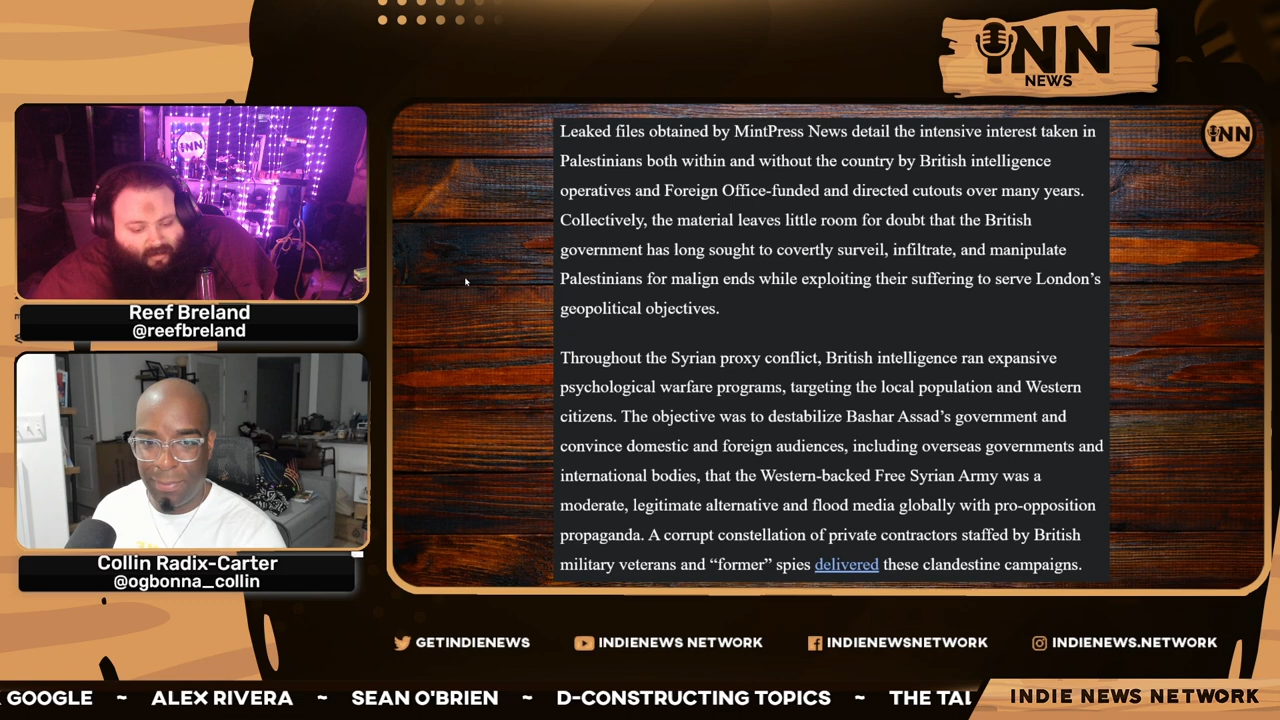 INN
NEWS
INN
Leaked files obtained by MintPress News detail the intensive interest taken in
Palestinians both within and without the country by British intelligence
operatives and Foreign Office-funded and directed cutouts over many years.
Collectively, the material leaves little room for doubt that the British
government has long sought to covertly surveil, infiltrate, and manipulate
Palestinians for malign ends while exploiting their suffering to serve London’s
geopolitical objectives.
Throughout the Syrian proxy conflict, British intelligence ran expansive
psychological warfare programs, targeting the local population and Western
citizens. The objective was to destabilize Bashar Assad’s government and
convince domestic and foreign audiences, including overseas governments and
international bodies, that the Western-backed Free Syrian Army was a
moderate, legitimate alternative and flood media globally with pro-opposition
propaganda. A corrupt constellation of private contractors staffed by British
military veterans and “former” spies delivered these clandestine campaigns.
INN
Reef Breland
@reefbreland
Collin Radix-Carter
@ogbonna_collin
GETINDIENEWS
INDIENEWS NETWORK
INDIENEWSNETWORK
INDIENEWS.NETWORK
GOOGLE ~ ALEX RIVERA ~ SEAN O'BRIEN ~ D-CONSTRUCTING TOPICS ~ THE TAL
INDIE NEWS NETWORK